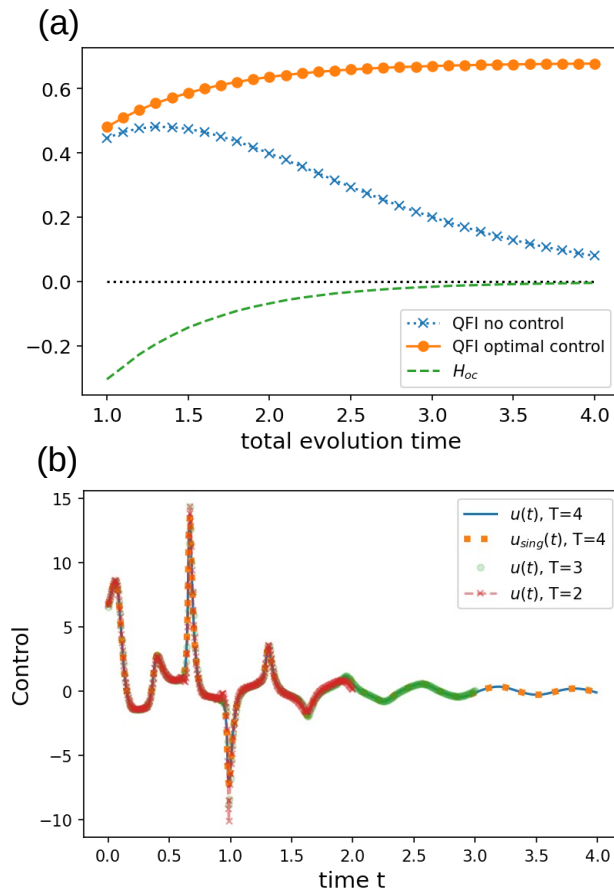 (a)
0.6
0.4
0.2
0.0
−0.2
QFI no control
QFI optimal control
H_oc
1.0 1.5 2.0 2.5 3.0 3.5 4.0
total evolution time
(b)
15
10
5
0
−5
−10
Control
u(t), T=4
u_sing(t), T=4
u(t), T=3
u(t), T=2
0.0 0.5 1.0 1.5 2.0 2.5 3.0 3.5 4.0
time t